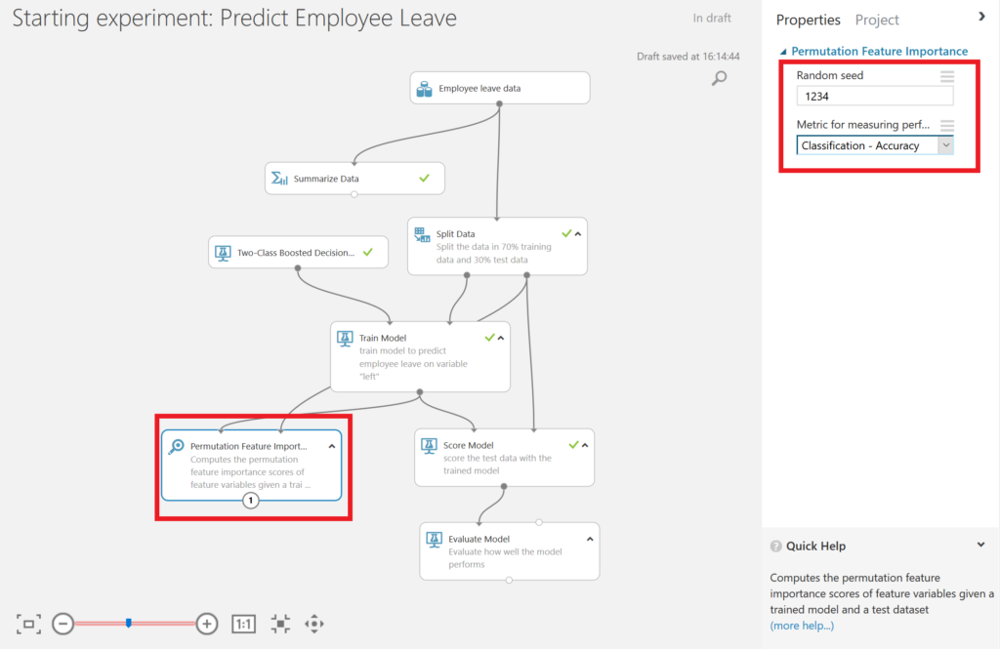 Starting experiment: Predict Employee Leave
In draft
Draft saved at 16:14:44
Employee leave data
Summarize Data
Split Data
Split the data in 70% training
data and 30% test data
Two-Class Boosted Decision...
Train Model
train model to predict
employee leave on variable
"left"
Permutation Feature Import...
Computes the permutation
feature importance scores of
feature variables given a trai ...
1
Score Model
score the test data with the
trained model
Evaluate Model
Evaluate how well the model
performs
1:1
Properties Project
Permutation Feature Importance
Random seed
1234
Metric for measuring perf...
Classification - Accuracy
? Quick Help
Computes the permutation feature
importance scores of feature variables given a
trained model and a test dataset
(more help...)